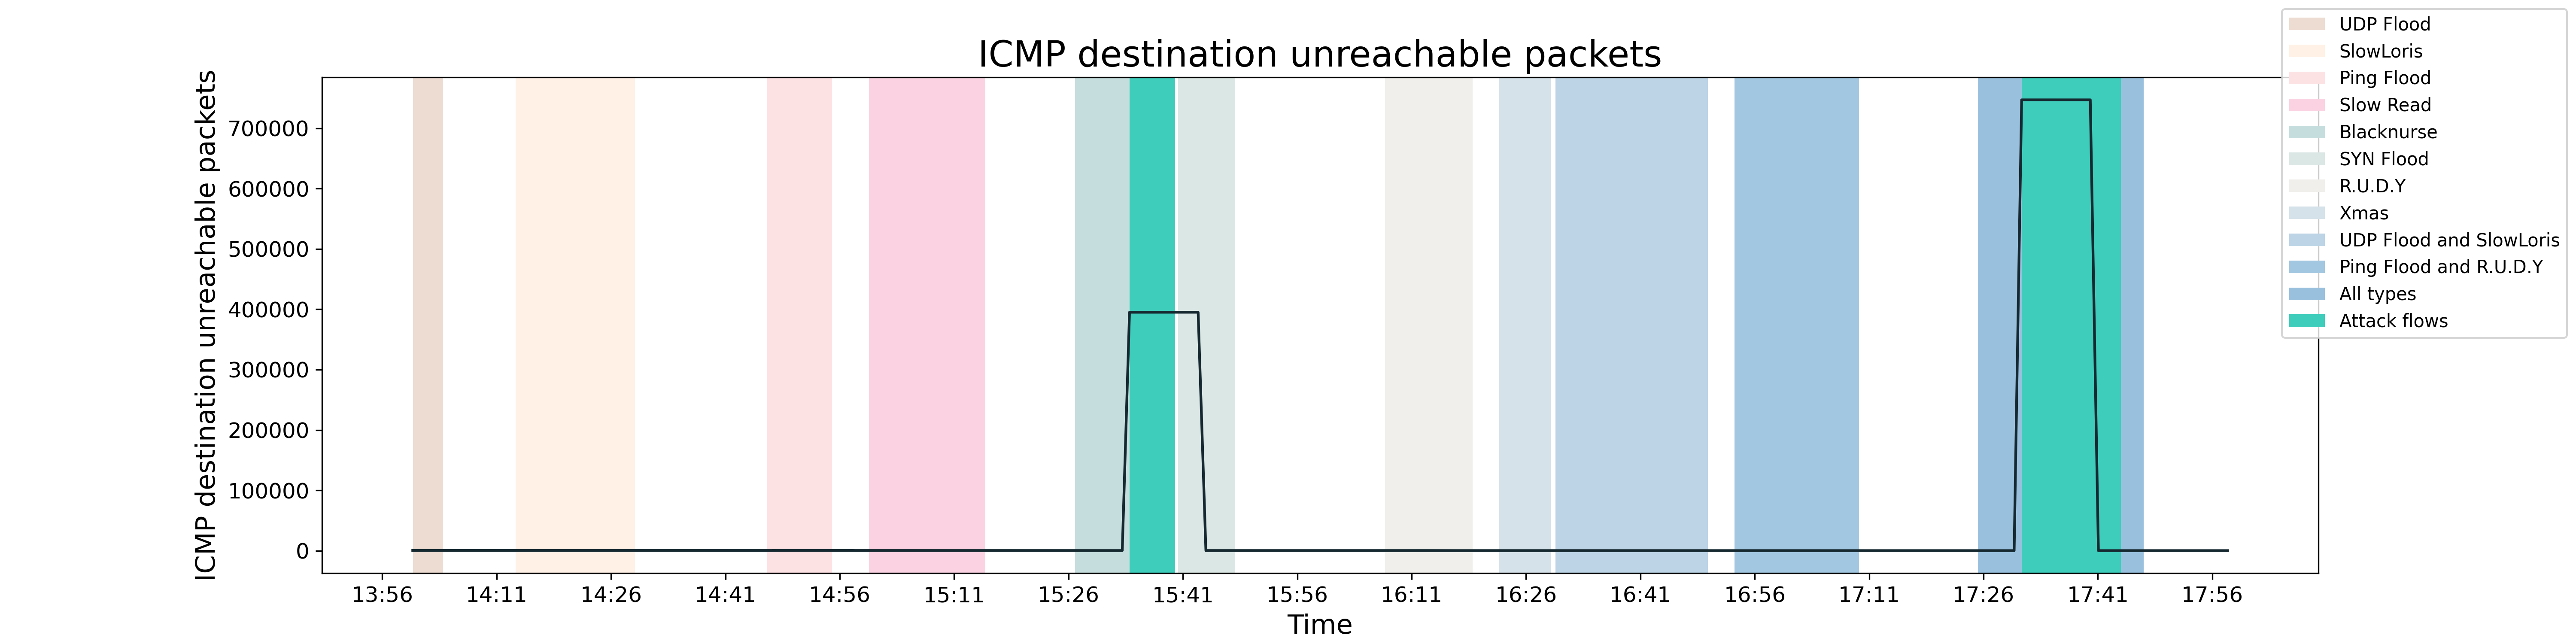 ICMP destination unreachable packets
ICMP destination unreachable packets
700000
600000
500000
400000
300000
200000
100000
0
13:56 14:11 14:26 14:41 14:56 15:11 15:26 15:41 15:56 16:11 16:26 16:41 16:56 17:11 17:26 17:41 17:56
Time
UDP Flood
SlowLoris
Ping Flood
Slow Read
Blacknurse
SYN Flood
R.U.D.Y
Xmas
UDP Flood and SlowLoris
Ping Flood and R.U.D.Y
All types
Attack flows